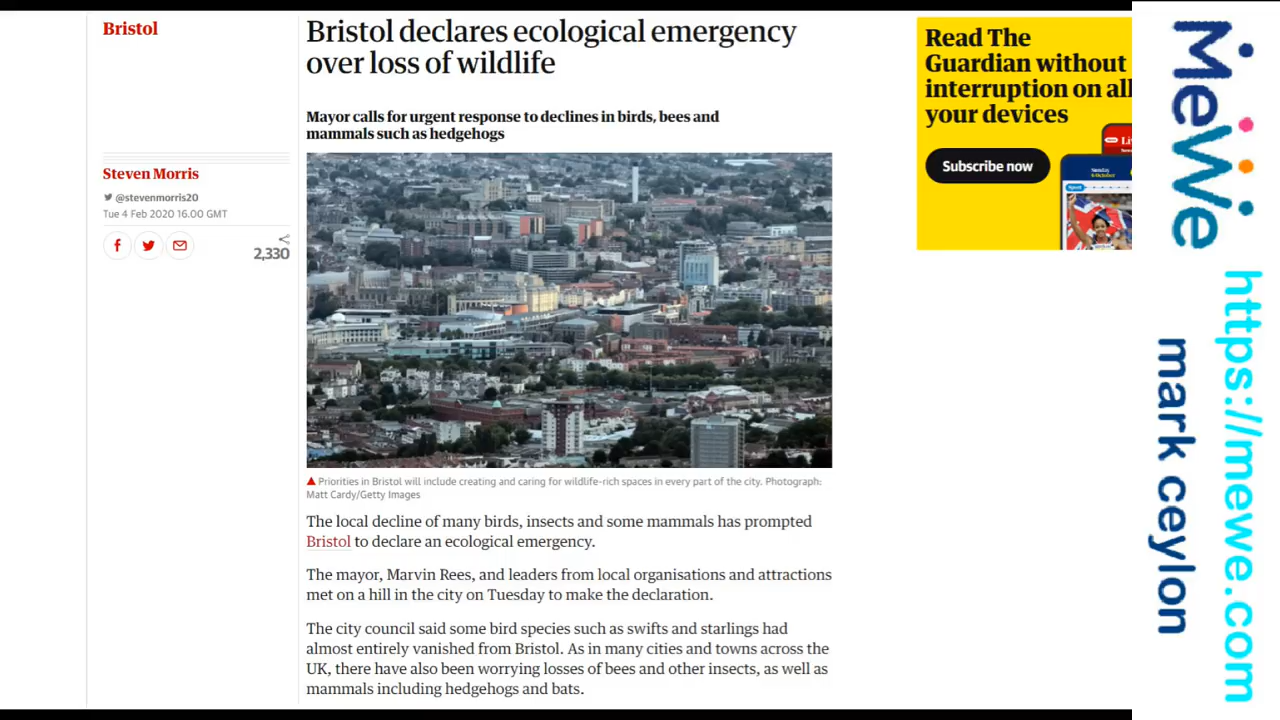 Bristol
Bristol declares ecological emergency
over loss of wildlife
Mayor calls for urgent response to declines in birds, bees and
mammals such as hedgehogs
Steven Morris
@stevenmorris20
Tue 4 Feb 2020 16.00 GMT
2,330
Priorities in Bristol will include creating and caring for wildlife-rich spaces in every part of the city. Photograph:
Matt Cardy/Getty Images
The local decline of many birds, insects and some mammals has prompted
Bristol to declare an ecological emergency.
The mayor, Marvin Rees, and leaders from local organisations and attractions
met on a hill in the city on Tuesday to make the declaration.
The city council said some bird species such as swifts and starlings had
almost entirely vanished from Bristol. As in many cities and towns across the
UK, there have also been worrying losses of bees and other insects, as well as
mammals including hedgehogs and bats.
Read The
Guardian without
interruption on all
your devices
Subscribe now
MeWe
https://mewe.com
mark ceylon